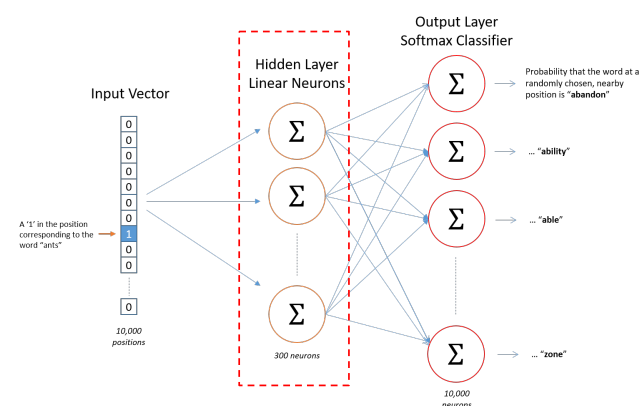 Output Layer
Softmax Classifier
Hidden Layer
Linear Neurons
Input Vector
0
0
0
0
0
0
1
0
0
0
A ‘1’ in the position
corresponding to the
word “ants”
10,000
positions
Σ
Σ
Σ
300 neurons
Σ
Σ
Σ
Σ
10,000
neurons
Probability that the word at a
randomly chosen, nearby
position is “abandon”
... “ability”
... “able”
... “zone”